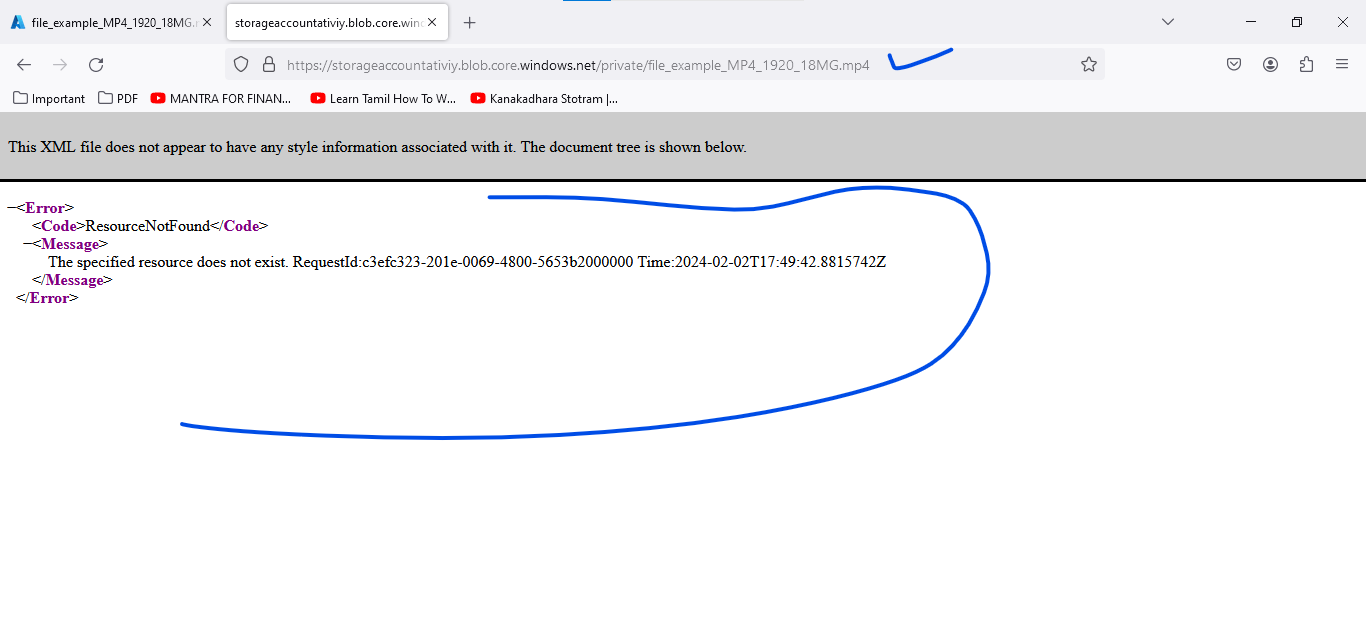 file_example_MP4_1920_18MG.m
storageaccountativiy.blob.core.wind
https://storageaccountativiy.blob.core.windows.net/private/file_example_MP4_1920_18MG.mp4
Important PDF MANTRA FOR FINAN... Learn Tamil How To W... Kanakadhara Stotram |...
This XML file does not appear to have any style information associated with it. The document tree is shown below.
—<Error>
<Code>ResourceNotFound</Code>
—<Message>
The specified resource does not exist. RequestId:c3efc323-201e-0069-4800-5653b2000000 Time:2024-02-02T17:49:42.8815742Z
</Message>
</Error>